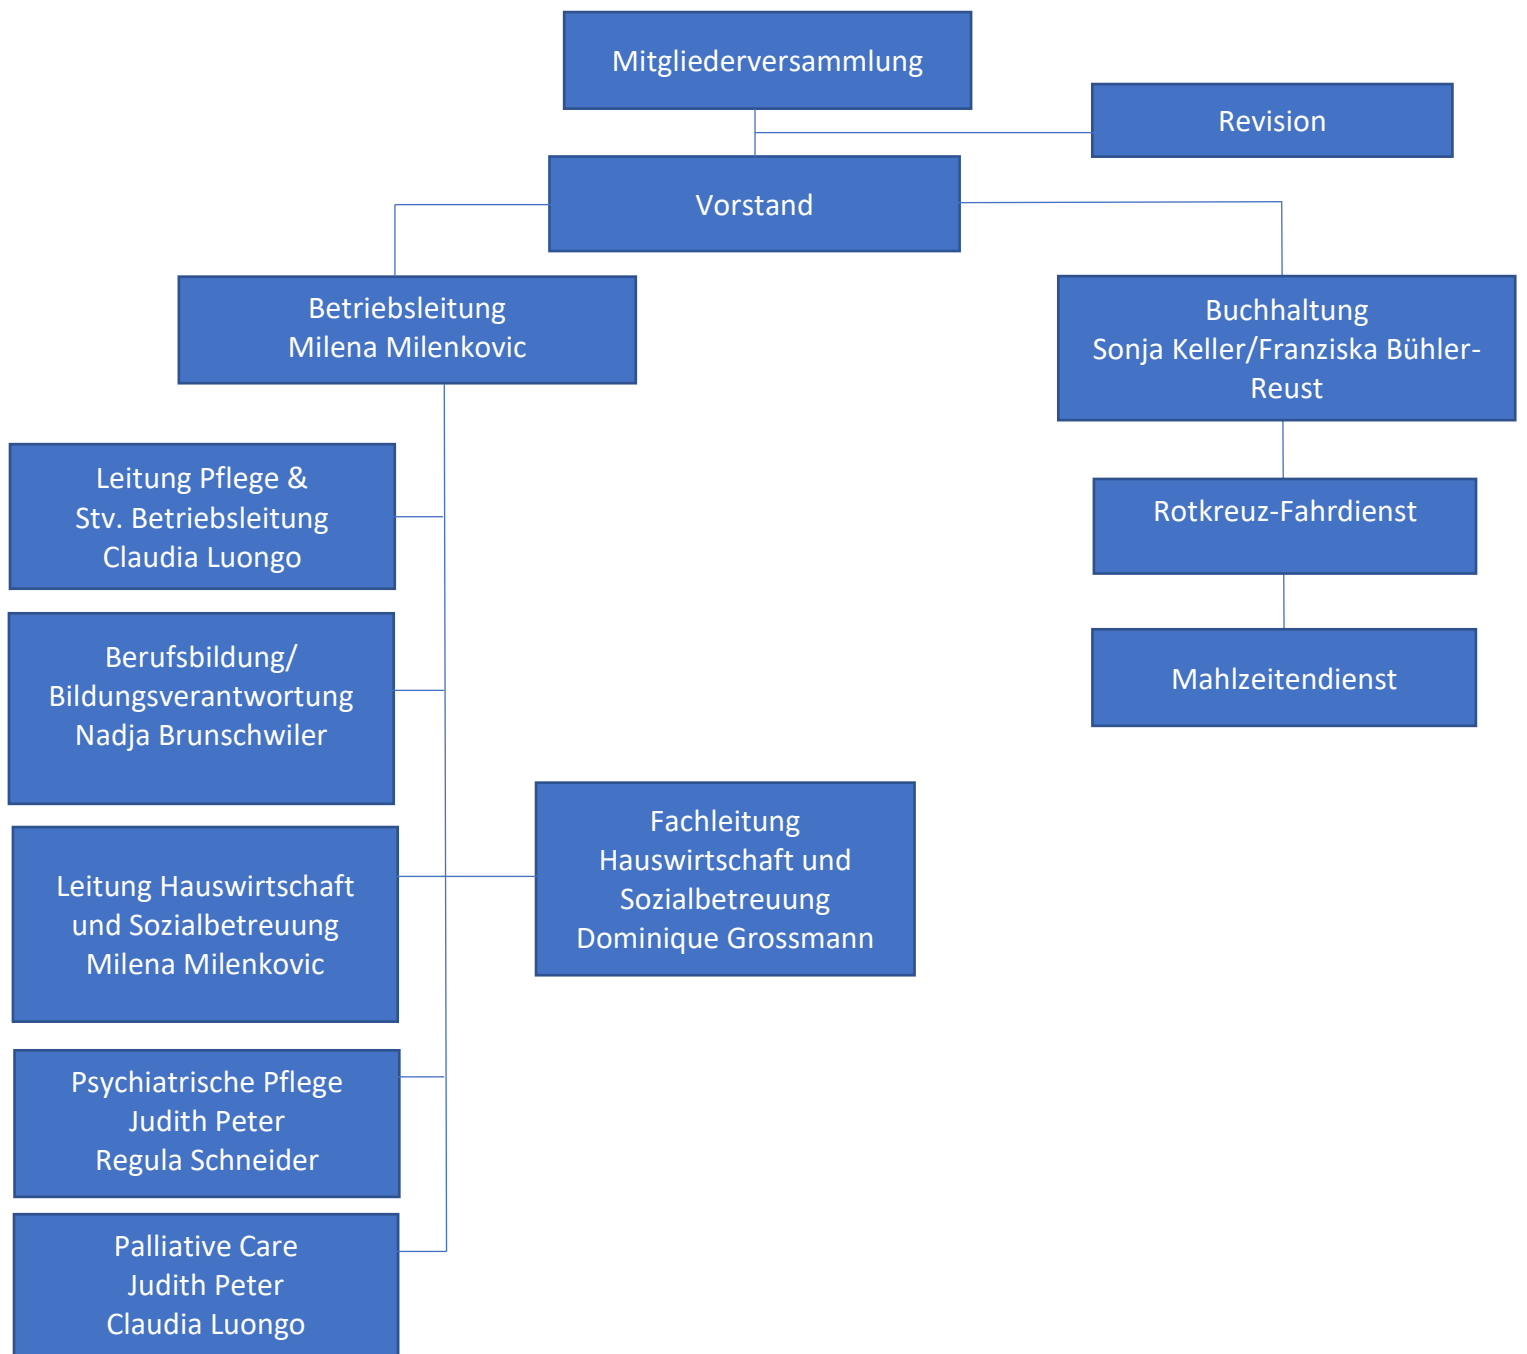 Mitgliederversammlung
Revision
Vorstand
Betriebsleitung
Milena Milenkovic
Buchhaltung
Sonja Keller/Franziska Bühler-
Reust
Leitung Pflege &
Stv. Betriebsleitung
Claudia Luongo
Rotkreuz-Fahrdienst
Berufsbildung/
Bildungsverantwortung
Nadja Brunschwiler
Mahlzeitendienst
Fachleitung
Hauswirtschaft und
Sozialbetreuung
Dominique Grossmann
Leitung Hauswirtschaft
und Sozialbetreuung
Milena Milenkovic
Psychiatrische Pflege
Judith Peter
Regula Schneider
Palliative Care
Judith Peter
Claudia Luongo